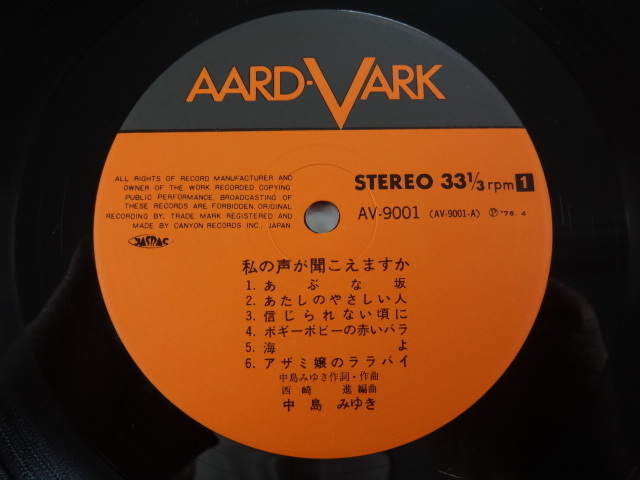 AARD-VARK
ALL RIGHTS OF RECORD MANUFACTURER AND
OWNER OF THE WORK RECORDED COPYING
PUBLIC PERFORMANCE, BROADCASTING OF
THESE RECORDS ARE FORBIDDEN. ORIGINAL
RECORDING BY, TRADE MARK REGISTERED AND
MADE BY CANYON RECORDS INC., JAPAN
JASRAC
STEREO 33 1/3 rpm 1
AV-9001 (AV-9001-A) Ⓟ '76. 4
私の声が聞こえますか
1. あぶな坂
2. あたしのやさしい人
3. 信じられない頃に
4. ボギーボビーの赤いバラ
5. 海よ
6. アザミ嬢のララバイ
中島みゆき作詞・作曲
西崎 進 編曲
中島 みゆき